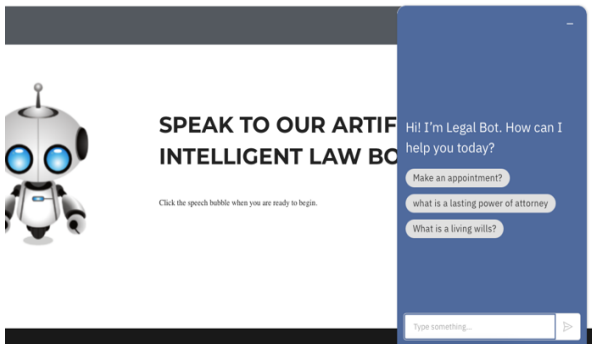 SPEAK TO OUR ARTIF
INTELLIGENT LAW BO
Click the speech bubble when you are ready to begin.
Hi! I'm Legal Bot. How can I
help you today?
Make an appointment?
what is a lasting power of attorney
What is a living wills?
Type something...